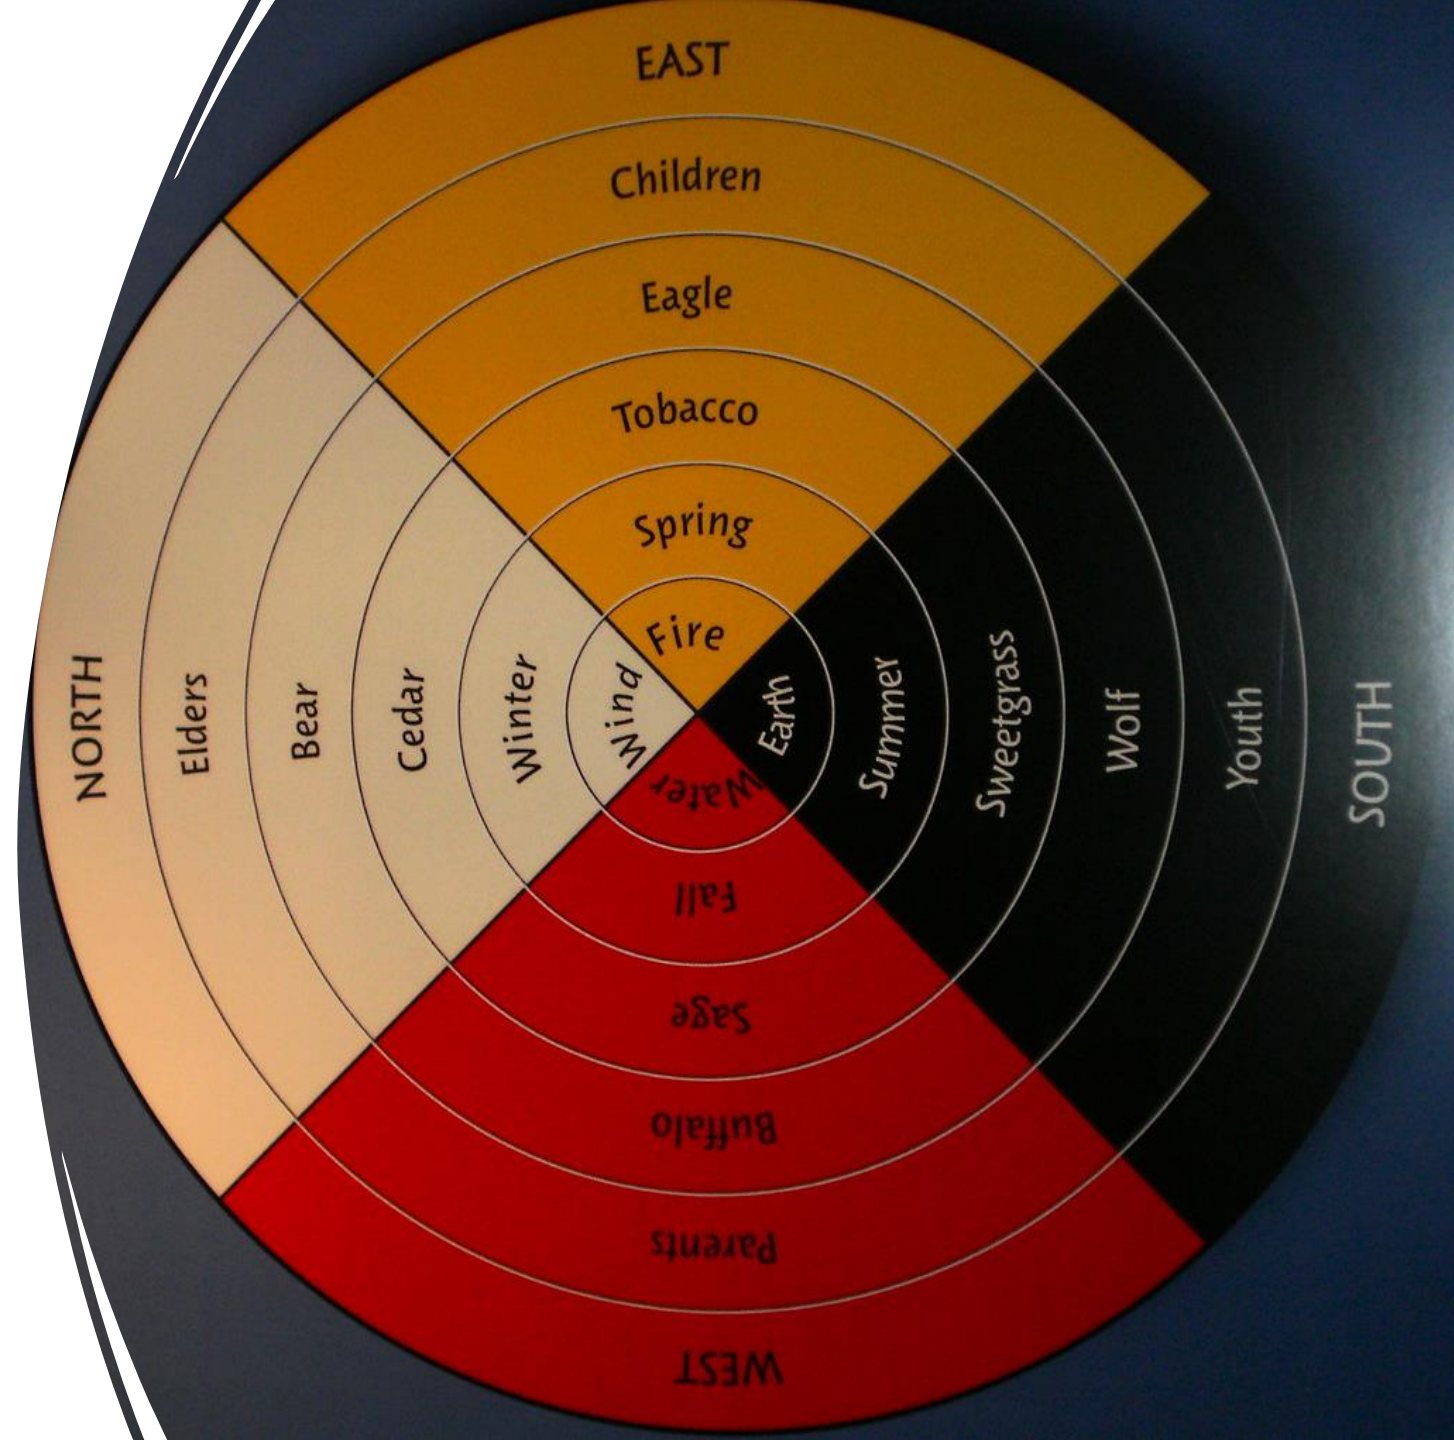 EAST
Children
Eagle
Tobacco
Spring
Fire
SOUTH
Youth
Wolf
Sweetgrass
Summer
Earth
WEST
Parents
Buffalo
Sage
Fall
Water
NORTH
Elders
Bear
Cedar
Winter
Wind